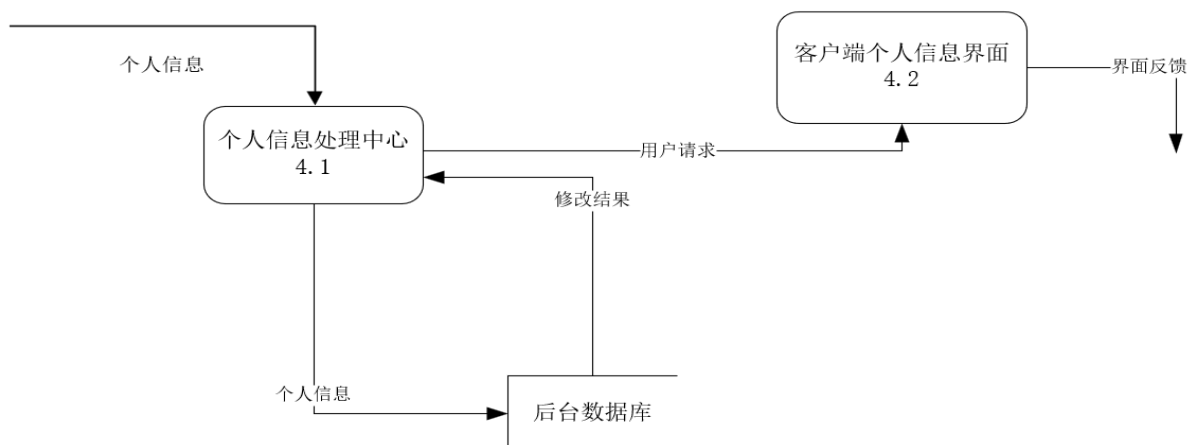 个人信息
客户端个人信息界面
4.2
界面反馈
个人信息处理中心
4.1
用户请求
修改结果
个人信息
后台数据库